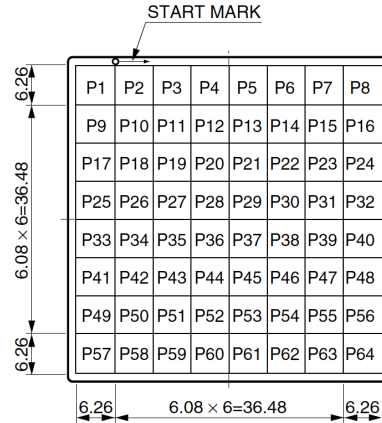 START MARK
6.26
P1 P2 P3 P4 P5 P6 P7 P8
P9 P10 P11 P12 P13 P14 P15 P16
P17 P18 P19 P20 P21 P22 P23 P24
P25 P26 P27 P28 P29 P30 P31 P32
6.08 × 6=36.48
P33 P34 P35 P36 P37 P38 P39 P40
P41 P42 P43 P44 P45 P46 P47 P48
P49 P50 P51 P52 P53 P54 P55 P56
6.26
P57 P58 P59 P60 P61 P62 P63 P64
6.26 6.08 × 6=36.48 6.26